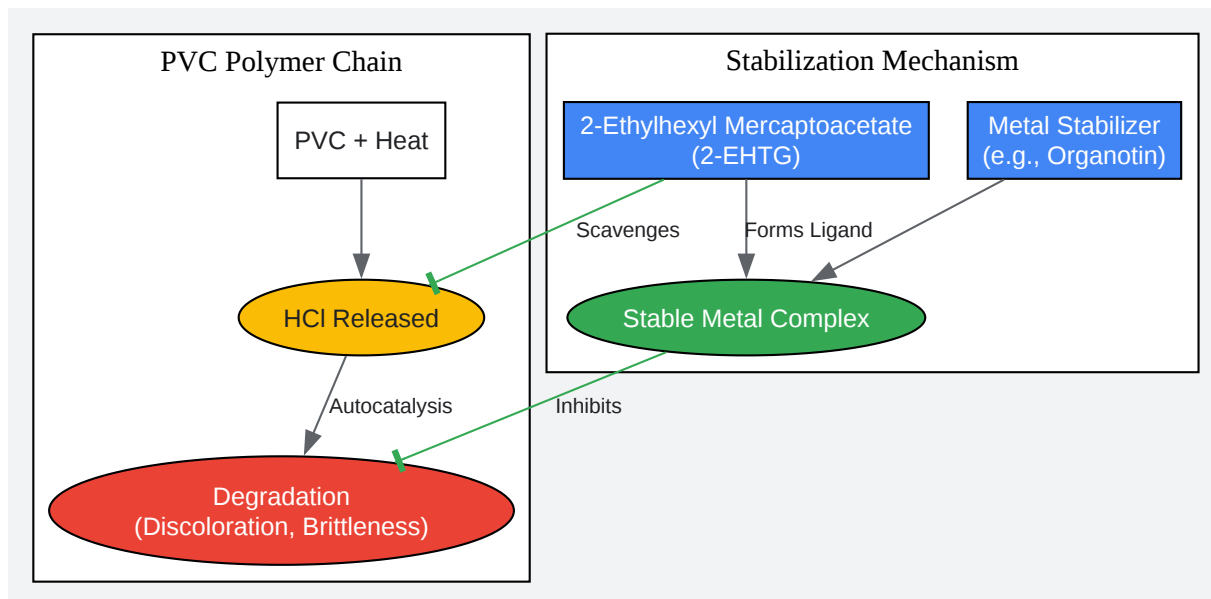 PVC Polymer Chain
PVC + Heat
HCl Released
Autocatalysis
Degradation
(Discoloration, Brittleness)
Stabilization Mechanism
2-Ethylhexyl Mercaptoacetate
(2-EHTG)
Metal Stabilizer
(e.g., Organotin)
Scavenges
Forms Ligand
Stable Metal Complex
Inhibits